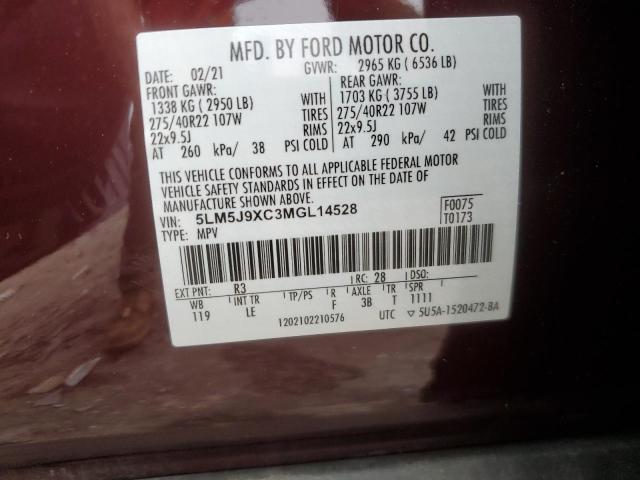 MFD. BY FORD MOTOR CO.
DATE: 02/21 GVWR: 2965 KG ( 6536 LB)
FRONT GAWR: REAR GAWR:
1338 KG ( 2950 LB) WITH 1703 KG ( 3755 LB) WITH
275/40R22 107W TIRES 275/40R22 107W TIRES
22x9.5J RIMS 22x9.5J RIMS
AT 260 kPa/ 38 PSI COLD AT 290 kPa/ 42 PSI COLD
THIS VEHICLE CONFORMS TO ALL APPLICABLE FEDERAL MOTOR
VEHICLE SAFETY STANDARDS IN EFFECT ON THE DATE OF
MANUFACTURE SHOWN ABOVE.
VIN: 5LM5J9XC3MGL14528 F0075
TYPE: MPV T0173
EXT PNT: R3 RC: 28 DSO:
WB INT TR TP/PS R AXLE TR SPR
119 LE F 3B T 1111
1202102210576 UTC ▽ 5U5A-1520472-BA